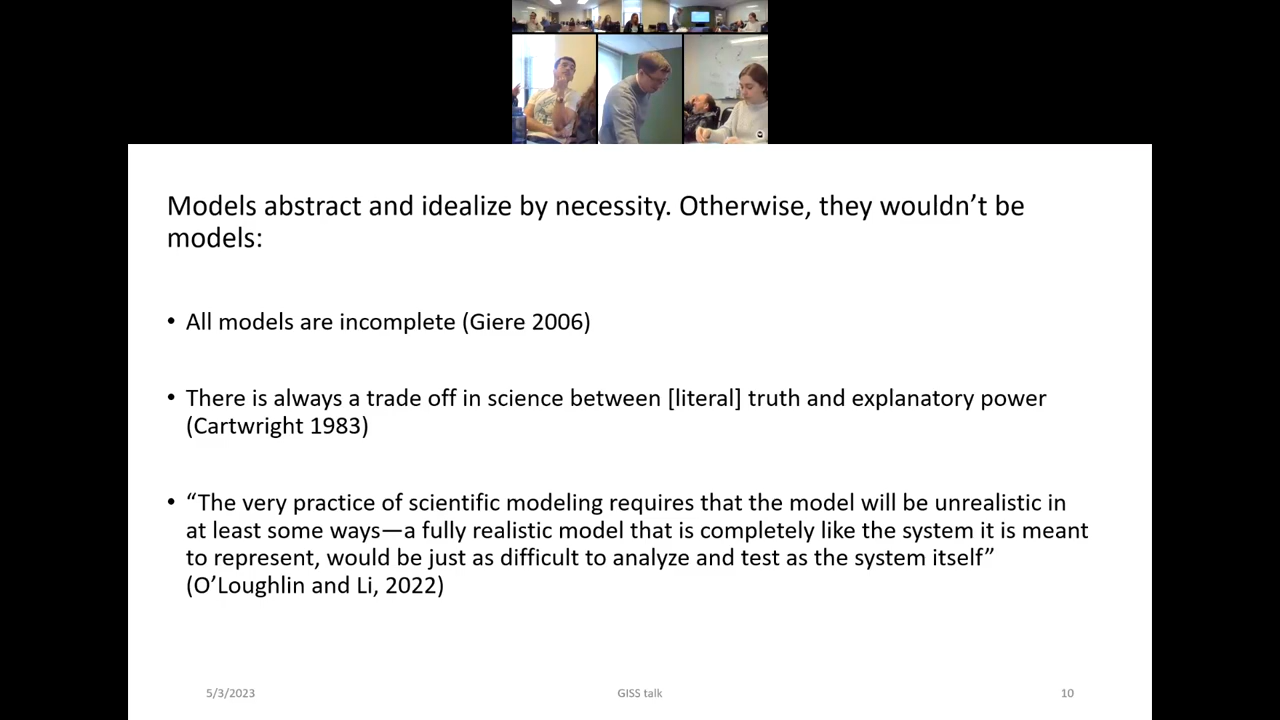 Models abstract and idealize by necessity. Otherwise, they wouldn’t be
models:
• All models are incomplete (Giere 2006)
• There is always a trade off in science between [literal] truth and explanatory power
(Cartwright 1983)
• “The very practice of scientific modeling requires that the model will be unrealistic in
at least some ways—a fully realistic model that is completely like the system it is meant
to represent, would be just as difficult to analyze and test as the system itself”
(O’Loughlin and Li, 2022)
5/3/2023 GISS talk 10